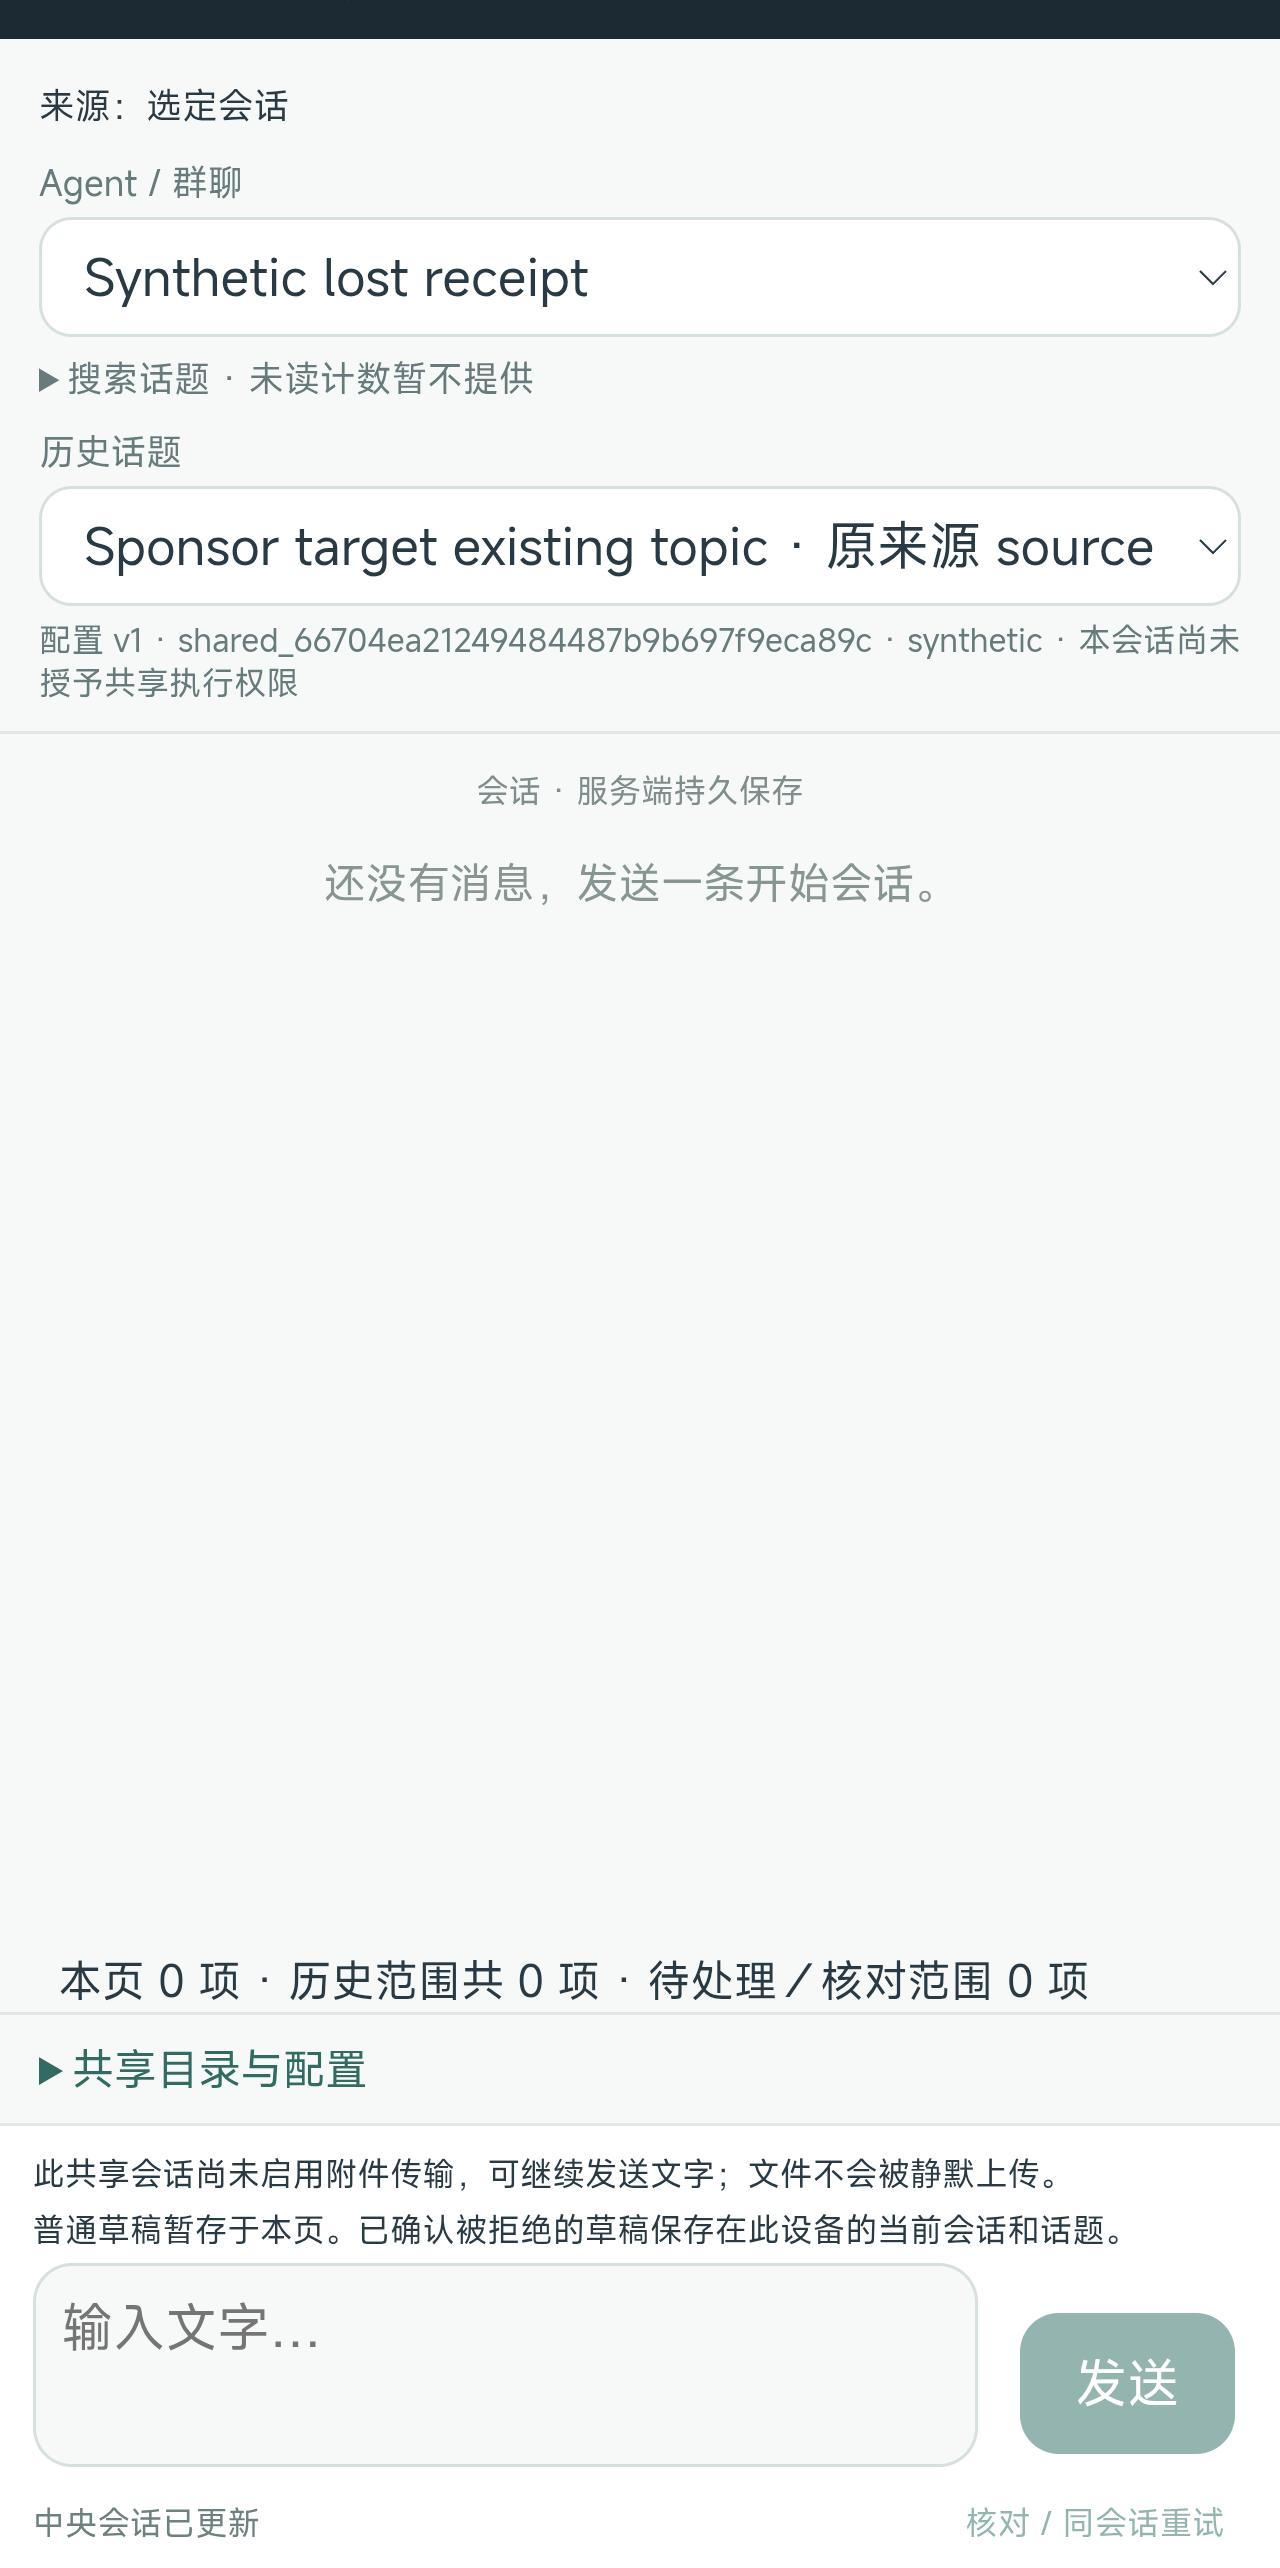 来源：选定会话
Agent / 群聊
Synthetic lost receipt
▶ 搜索话题 · 未读计数暂不提供
历史话题
Sponsor target existing topic · 原来源 source
配置 v1 · shared_66704ea21249484487b9b697f9eca89c · synthetic · 本会话尚未
授予共享执行权限
会话 · 服务端持久保存
还没有消息，发送一条开始会话。
本页 0 项 · 历史范围共 0 项 · 待处理／核对范围 0 项
▶ 共享目录与配置
此共享会话尚未启用附件传输，可继续发送文字；文件不会被静默上传。
普通草稿暂存于本页。已确认被拒绝的草稿保存在此设备的当前会话和话题。
输入文字…
发送
中央会话已更新
核对 / 同会话重试